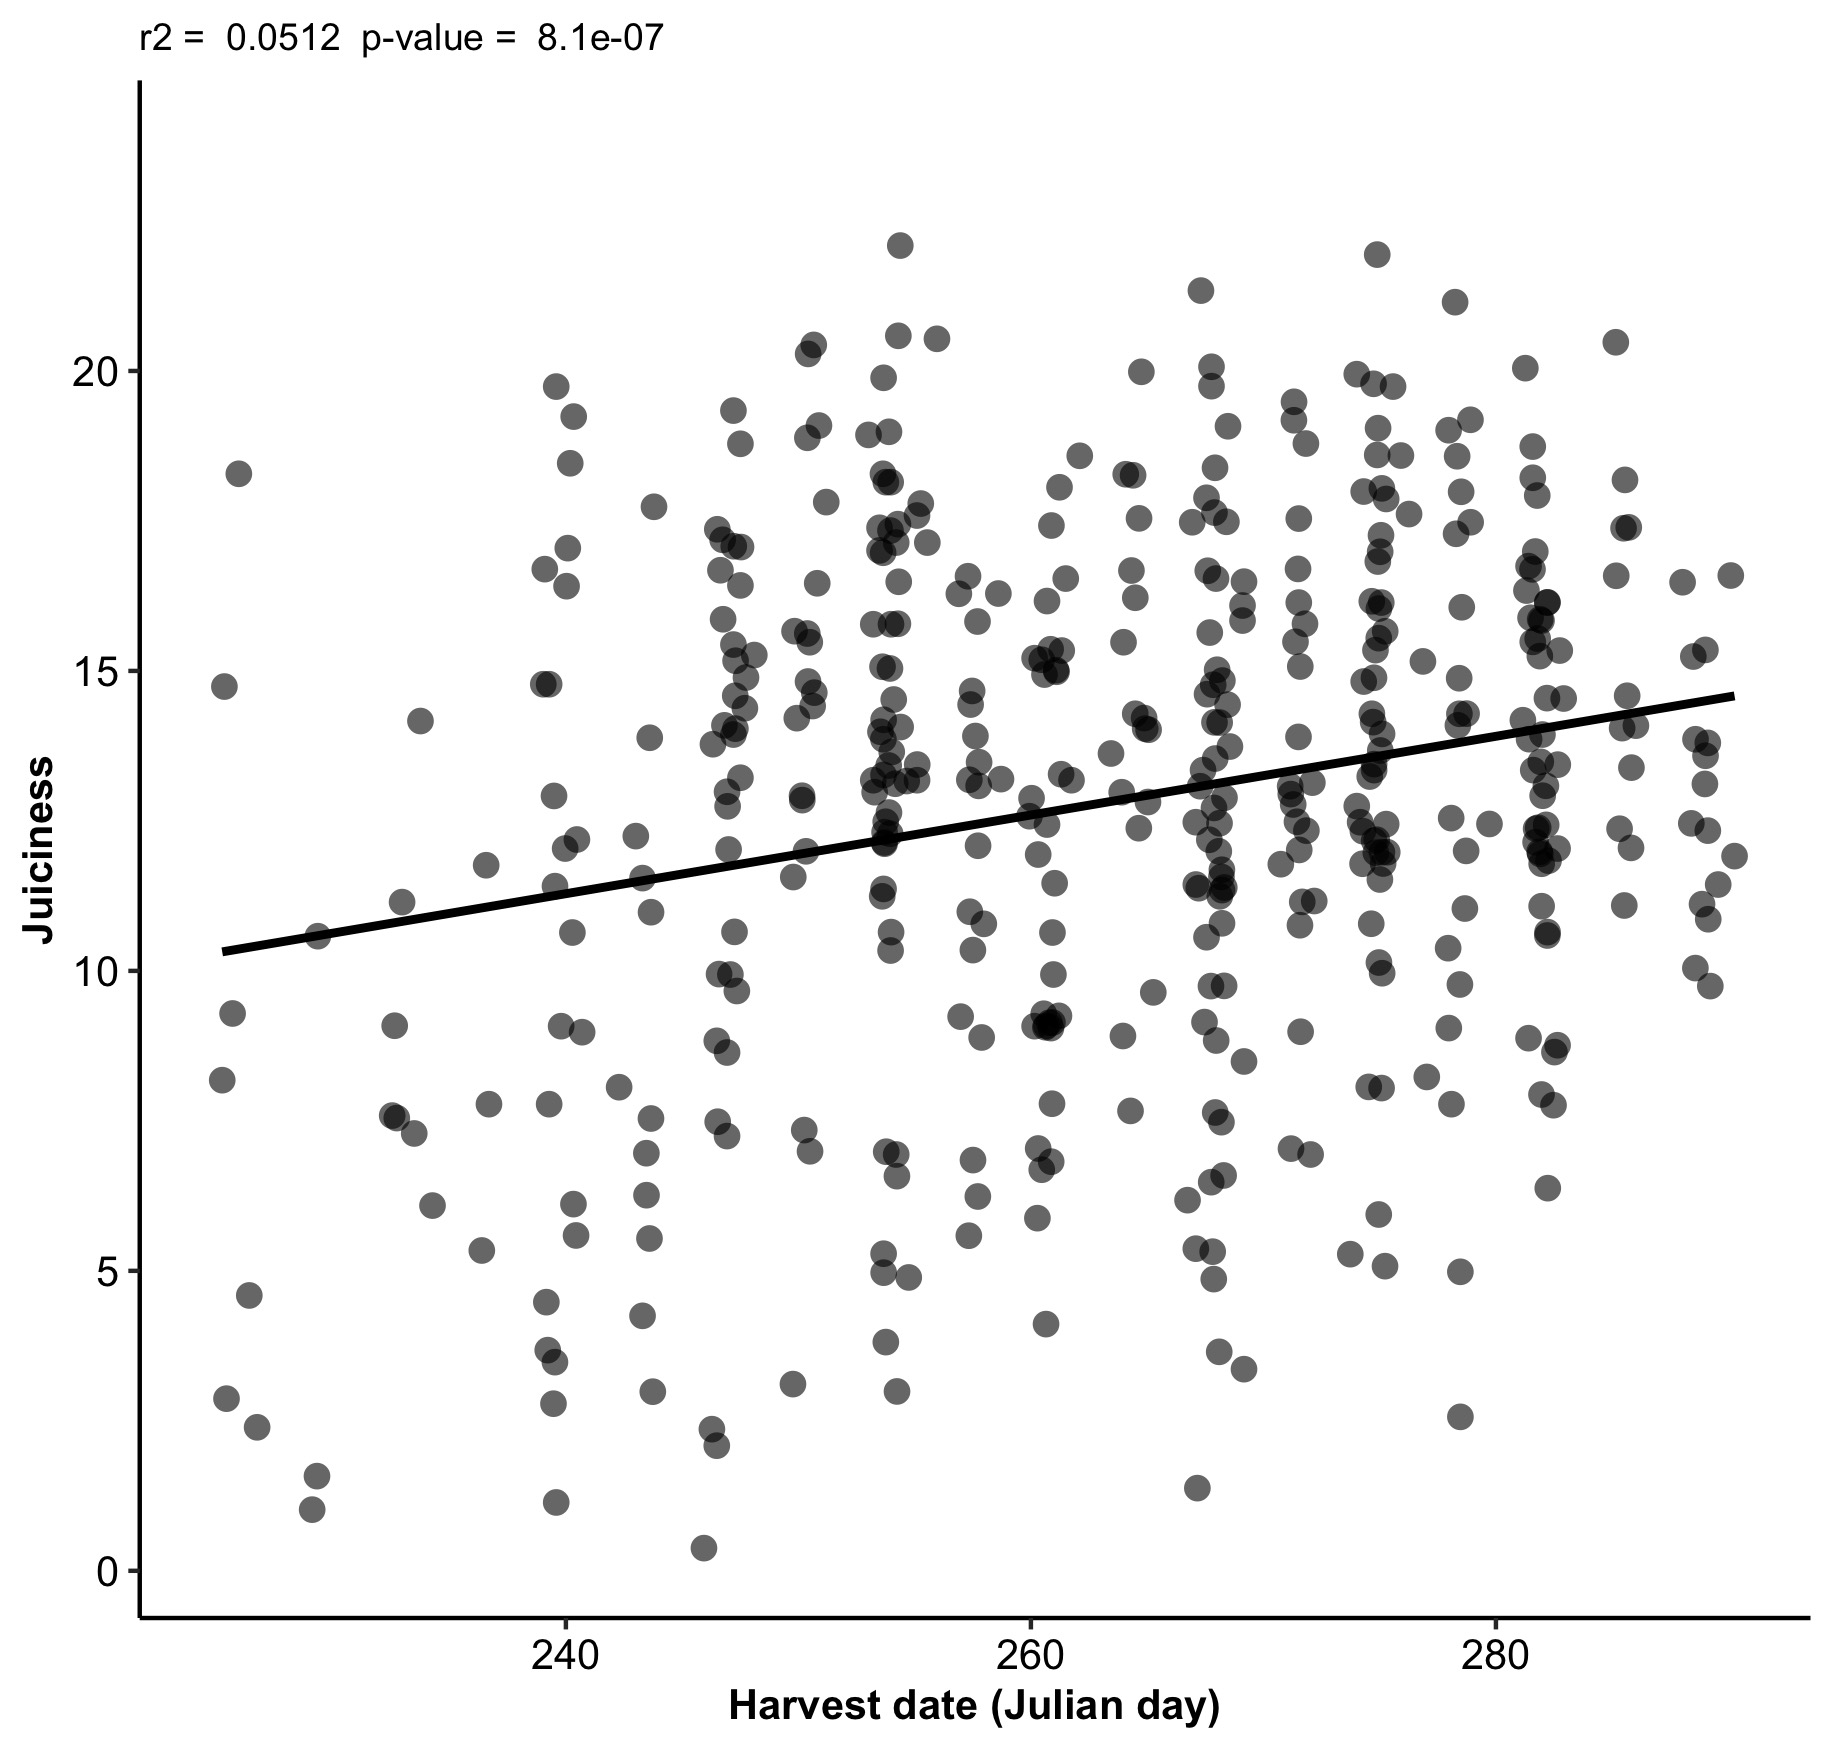 r2 = 0.0512 p-value = 8.1e-07
Juiciness
20
15
10
5
0
240 260 280
Harvest date (Julian day)